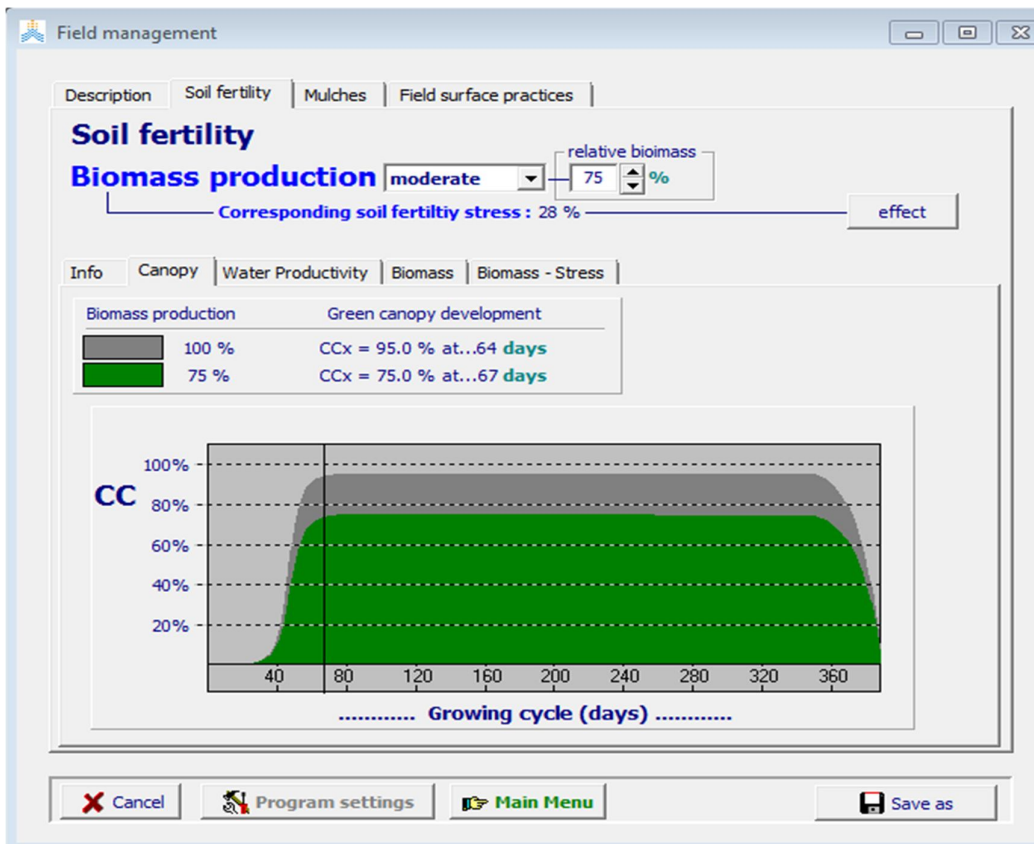 Field management
Description Soil fertility Mulches Field surface practices
Soil fertility
relative bioimass
Biomass production moderate 75 %
Corresponding soil fertiltiy stress : 28 % effect
Info Canopy Water Productivity Biomass Biomass - Stress
Biomass production Green canopy development
100 % CCx = 95.0 % at...64 days
75 % CCx = 75.0 % at...67 days
100%
CC
80%
60%
40%
20%
40 80 120 160 200 240 280 320 360
............ Growing cycle (days) ............
Cancel Program settings Main Menu Save as